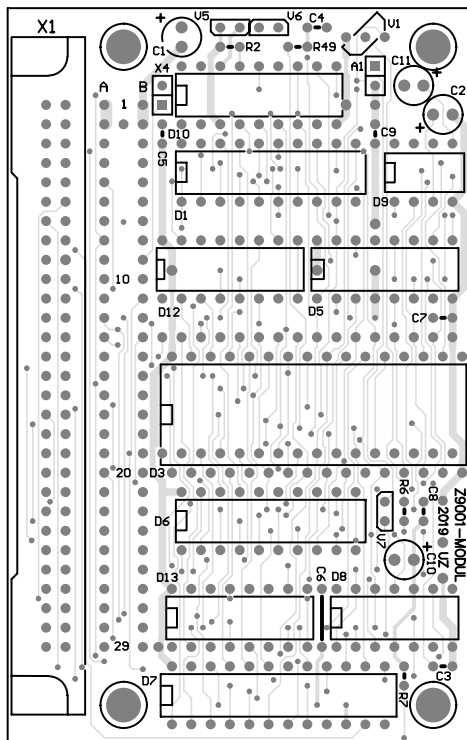 X1
V5
V6
C4
V1
C1
R2
R49
X4
A1
C11
C2
A
B
1
D10
C9
C5
D1
D9
10
D12
D5
C7
20
D3
R6
C8
Z9001-MODUL
2019 UZ
D6
V7
C10
D13
C6
D8
29
D7
R7
C3